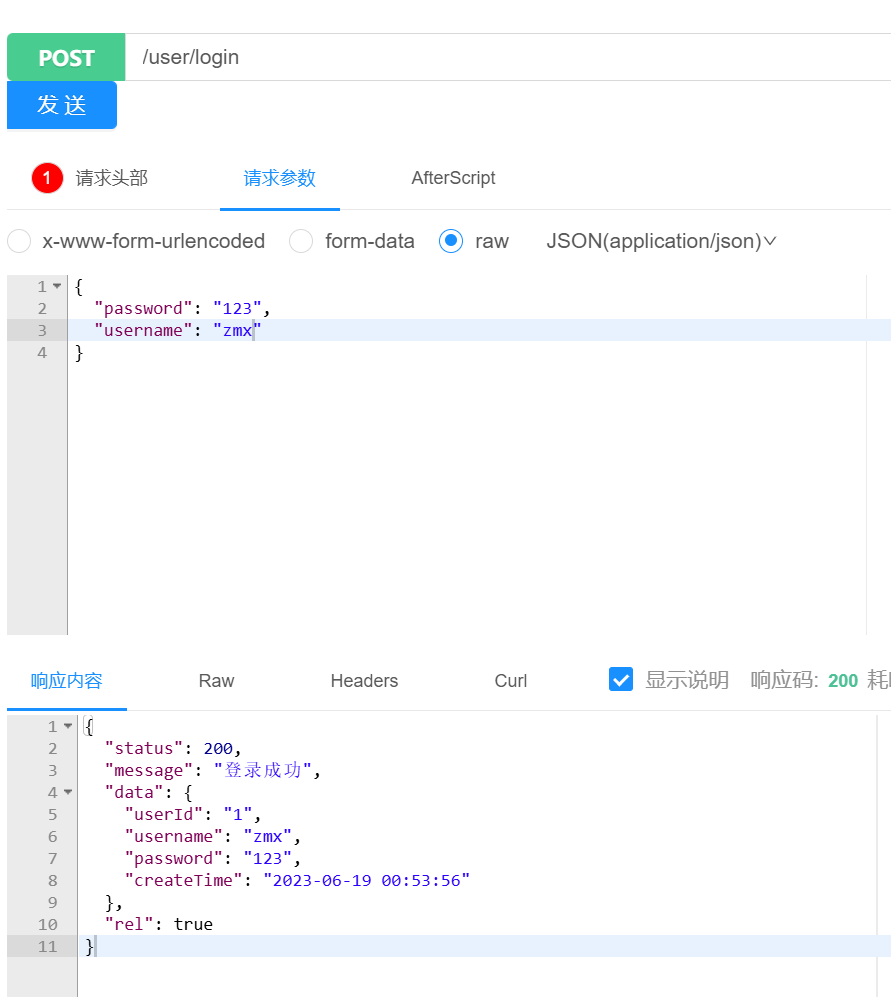 POST /user/login
发 送
1 请求头部 请求参数 AfterScript
x-www-form-urlencoded form-data raw JSON(application/json)
1 {
2 "password": "123",
3 "username": "zmx"
4 }
响应内容 Raw Headers Curl 显示说明 响应码: 200 耗
1 {
2 "status": 200,
3 "message": "登录成功",
4 "data": {
5 "userId": "1",
6 "username": "zmx",
7 "password": "123",
8 "createTime": "2023-06-19 00:53:56"
9 },
10 "rel": true
11 }